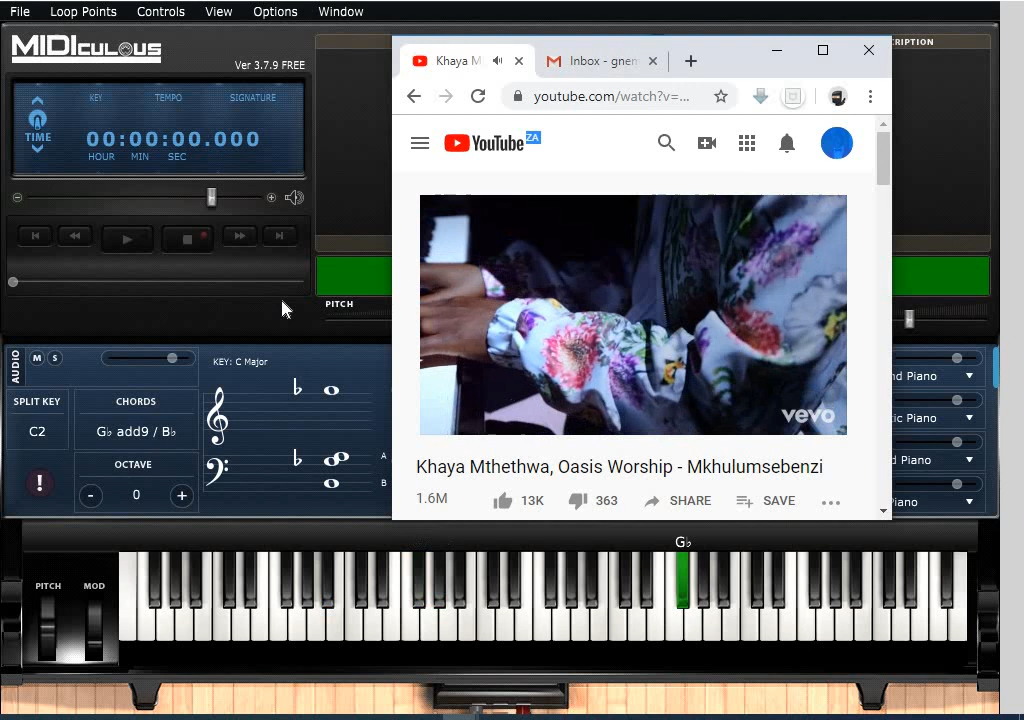 File Loop Points Controls View Options Window
MIDIculous
Ver 3.7.9 FREE
KEY TEMPO SIGNATURE
TIME
00:00:00.000
HOUR MIN SEC
PITCH
Khaya M
Inbox - gnem
youtube.com/watch?v=...
YouTube ZA
vevo
Khaya Mthethwa, Oasis Worship - Mkhulumsebenzi
1.6M 13K 363 SHARE SAVE
AUDIO
M S
KEY: C Major
SPLIT KEY
C2
CHORDS
G♭ add9 / B♭
OCTAVE
- 0 +
!
A
B
RIPTION
nd Piano
ic Piano
d Piano
Piano
G♭
PITCH MOD